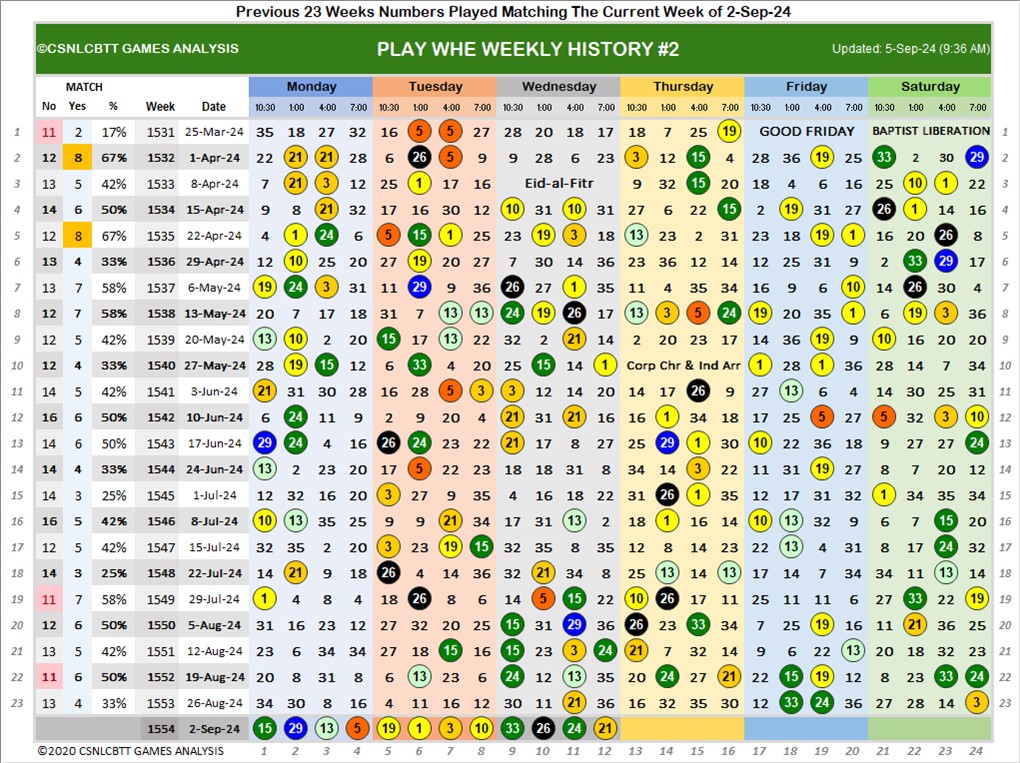 Previous 23 Weeks Numbers Played Matching The Current Week of 2-Sep-24
©CSNLCBTT GAMES ANALYSIS PLAY WHE WEEKLY HISTORY #2 Updated: 5-Sep-24 (9:36 AM)
MATCH Monday Tuesday Wednesday Thursday Friday Saturday
No Yes % Week Date 10:30 1:00 4:00 7:00 10:30 1:00 4:00 7:00 10:30 1:00 4:00 7:00 10:30 1:00 4:00 7:00 10:30 1:00 4:00 7:00 10:30 1:00 4:00 7:00
1 11 2 17% 1531 25-Mar-24 35 18 27 32 16 5 5 27 28 20 18 17 18 7 25 19 GOOD FRIDAY BAPTIST LIBERATION 1
2 12 8 67% 1532 1-Apr-24 22 21 21 28 6 26 5 9 9 28 6 23 3 12 15 4 28 36 19 25 33 2 30 29 2
3 13 5 42% 1533 8-Apr-24 7 21 3 12 25 1 17 16 Eid-al-Fitr 9 32 15 20 18 4 6 16 25 10 1 22 3
4 14 6 50% 1534 15-Apr-24 9 8 21 32 17 16 30 12 10 31 10 31 27 6 22 15 2 19 31 27 26 1 14 16 4
5 12 8 67% 1535 22-Apr-24 4 1 24 6 5 15 1 25 23 19 3 18 13 23 2 31 23 18 19 1 16 20 26 8 5
6 13 4 33% 1536 29-Apr-24 12 10 25 20 27 19 20 27 7 30 14 36 23 36 12 14 12 25 31 9 2 33 29 17 6
7 13 7 58% 1537 6-May-24 19 24 3 31 11 29 9 36 26 27 1 35 11 4 35 34 16 9 6 10 14 26 30 4 7
8 12 7 58% 1538 13-May-24 20 7 17 18 31 7 13 13 24 19 26 17 13 3 5 24 19 20 35 1 6 19 3 36 8
9 12 5 42% 1539 20-May-24 13 10 2 20 15 17 13 22 32 2 21 14 2 20 23 17 14 36 19 9 10 16 20 20 9
10 12 4 33% 1540 27-May-24 28 19 15 12 6 33 4 20 25 15 14 1 Corp Chr & Ind Arr 1 28 1 36 28 14 7 34 10
11 14 5 42% 1541 3-Jun-24 21 31 30 28 16 28 5 3 3 12 14 20 14 17 26 9 27 13 6 4 14 30 25 31 11
12 16 6 50% 1542 10-Jun-24 6 24 11 9 2 9 20 4 21 31 21 16 16 1 34 18 17 25 5 27 5 32 3 10 12
13 14 6 50% 1543 17-Jun-24 29 24 4 16 26 24 23 22 21 17 8 27 25 29 1 30 10 22 36 18 9 27 27 24 13
14 14 4 33% 1544 24-Jun-24 13 2 23 20 17 5 22 23 18 18 31 8 34 14 3 22 11 31 19 27 8 7 20 12 14
15 14 3 25% 1545 1-Jul-24 12 32 16 20 3 27 9 35 4 16 18 22 31 26 1 35 12 17 31 32 1 34 35 34 15
16 16 5 42% 1546 8-Jul-24 10 13 35 25 9 9 21 34 17 31 13 2 18 1 16 14 10 13 32 9 6 7 15 20 16
17 12 5 42% 1547 15-Jul-24 32 35 2 20 3 23 19 15 32 35 8 35 12 8 14 23 22 13 4 31 8 17 24 32 17
18 14 3 25% 1548 22-Jul-24 14 21 9 18 26 4 14 36 32 21 34 8 25 13 14 13 17 14 7 34 34 11 13 14 18
19 11 7 58% 1549 29-Jul-24 1 4 8 4 18 26 8 6 14 5 15 22 10 26 17 11 25 11 11 6 27 33 22 19 19
20 12 6 50% 1550 5-Aug-24 31 16 23 12 27 32 20 25 15 31 29 36 26 23 33 34 7 25 19 16 22 21 36 25 20
21 13 5 42% 1551 12-Aug-24 23 6 34 34 27 18 15 16 15 11 3 24 21 7 32 14 9 6 22 13 20 18 32 23 21
22 11 6 50% 1552 19-Aug-24 20 8 31 8 6 13 23 6 24 12 13 35 20 24 27 21 18 15 19 12 8 23 33 24 22
23 13 4 33% 1553 26-Aug-24 34 30 8 16 4 11 16 12 30 11 21 36 16 32 35 30 12 33 24 36 27 28 14 3 23
1554 2-Sep-24 15 29 13 5 19 1 3 10 33 26 24 21
©2020 CSNLCBTT GAMES ANALYSIS 1 2 3 4 5 6 7 8 9 10 11 12 13 14 15 16 17 18 19 20 21 22 23 24